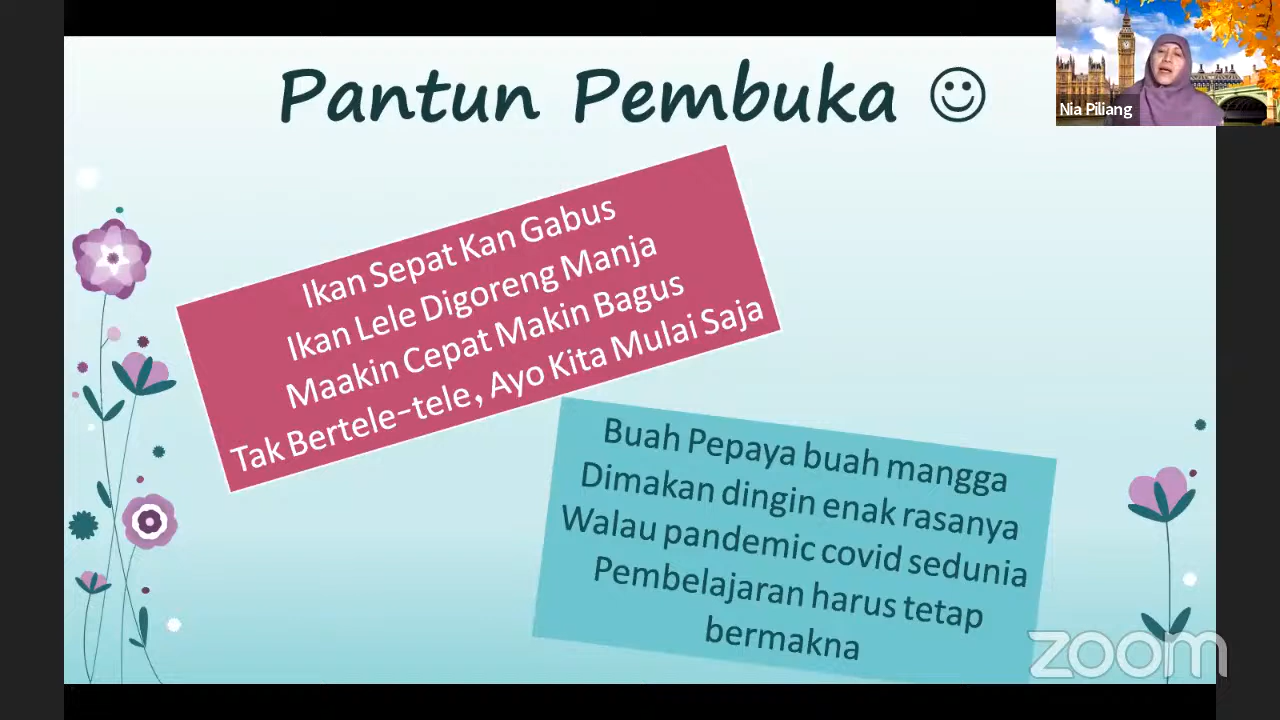 Pantun Pembuka ☺
Nia Piliang
Ikan Sepat Kan Gabus
Ikan Lele Digoreng Manja
Maakin Cepat Makin Bagus
Tak Bertele-tele, Ayo Kita Mulai Saja
Buah Pepaya buah mangga
Dimakan dingin enak rasanya
Walau pandemic covid sedunia
Pembelajaran harus tetap
bermakna
zoom